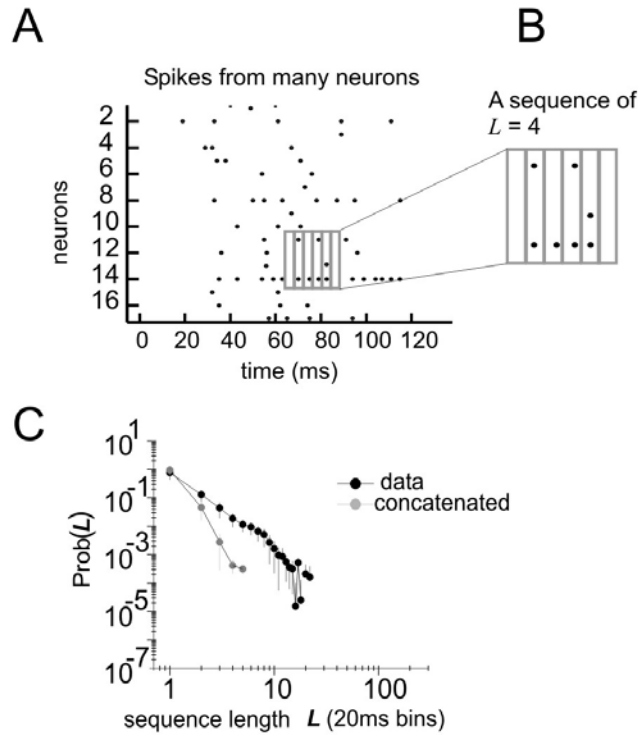 A
B
Spikes from many neurons
A sequence of
L = 4
neurons
2
4
6
8
10
12
14
16
0 20 40 60 80 100 120
time (ms)
C
Prob(L)
10^1
10^-1
10^-3
10^-5
10^-7
data
concatenated
1 10 100
sequence length L (20ms bins)